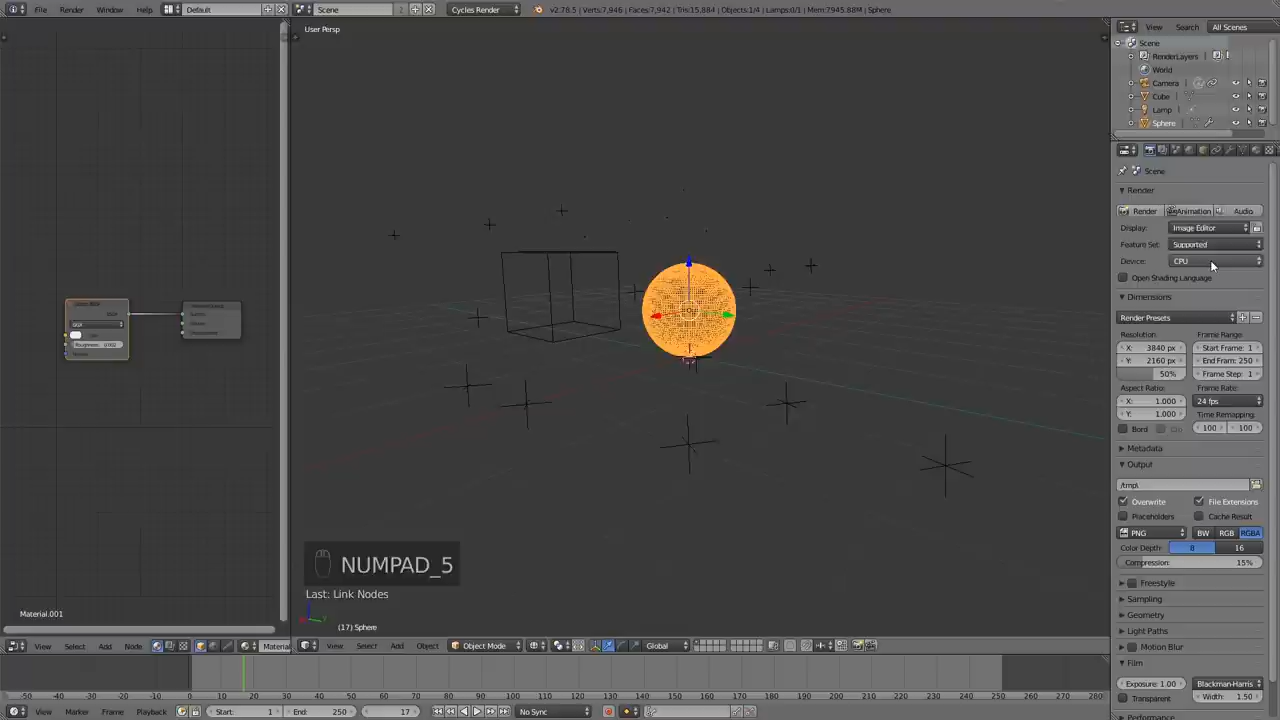 File Render Window Help Default Scene 2 Cycles Render v2.78.5 | Verts:7,946 | Faces:7,942 | Tris:15,884 | Objects:1/4 | Lamps:0/1 | Mem:7945.88M | Sphere
View Search All Scenes
User Persp
Scene
RenderLayers
World
Camera
Cube
Lamp
Sphere
Scene
Render
Render Animation Audio
Display: Image Editor
Feature Set: Supported
Device: CPU
Open Shading Language
Dimensions
Render Presets
Resolution: Frame Range:
X: 3840 px Start Frame: 1
Y: 2160 px End Fram: 250
50% Frame Step: 1
Aspect Ratio: Frame Rate:
X: 1.000 24 fps
Y: 1.000 Time Remapping:
Bord 100 100
Metadata
Output
/tmp\
Overwrite File Extensions
Placeholders Cache Result
PNG BW RGB RGBA
Color Depth: 8 16
Compression: 15%
Freestyle
Sampling
Geometry
Light Paths
Motion Blur
Film
Exposure: 1.00 Blackman-Harris
Transparent Width: 1.50
GGX
NUMPAD_5
Last: Link Nodes
Material.001
(17) Sphere
View Select Add Node Material
View Select Add Object Object Mode Global
-50 -40 -30 -20 -10 0 10 20 30 40 50 60 70 80 90 100 110 120 130 140 150 160 170 180 190 200 210 220 230 240 250 260 270 280
View Marker Frame Playback Start: 1 End: 250 17 No Sync